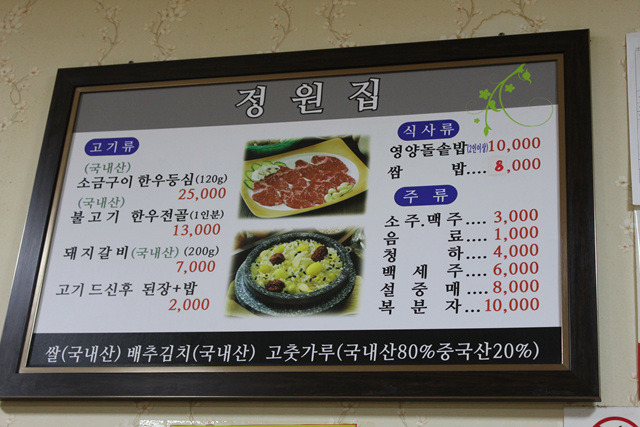 정원집
고기류
(국내산)
소금구이 한우등심(120g)
25,000
(국내산)
불고기 한우전골(1인분)
13,000
돼지갈비(국내산)(200g)
7,000
고기 드신후 된장+밥
2,000
식사류
영양돌솥밥(2인이상)10,000
쌈 밥.... 8,000
주 류
소주.맥주.... 3,000
음 료.... 1,000
청 하.... 4,000
백 세 주.... 6,000
설 중 매.... 8,000
복 분 자... 10,000
쌀(국내산) 배추김치(국내산) 고춧가루(국내산80%중국산20%)